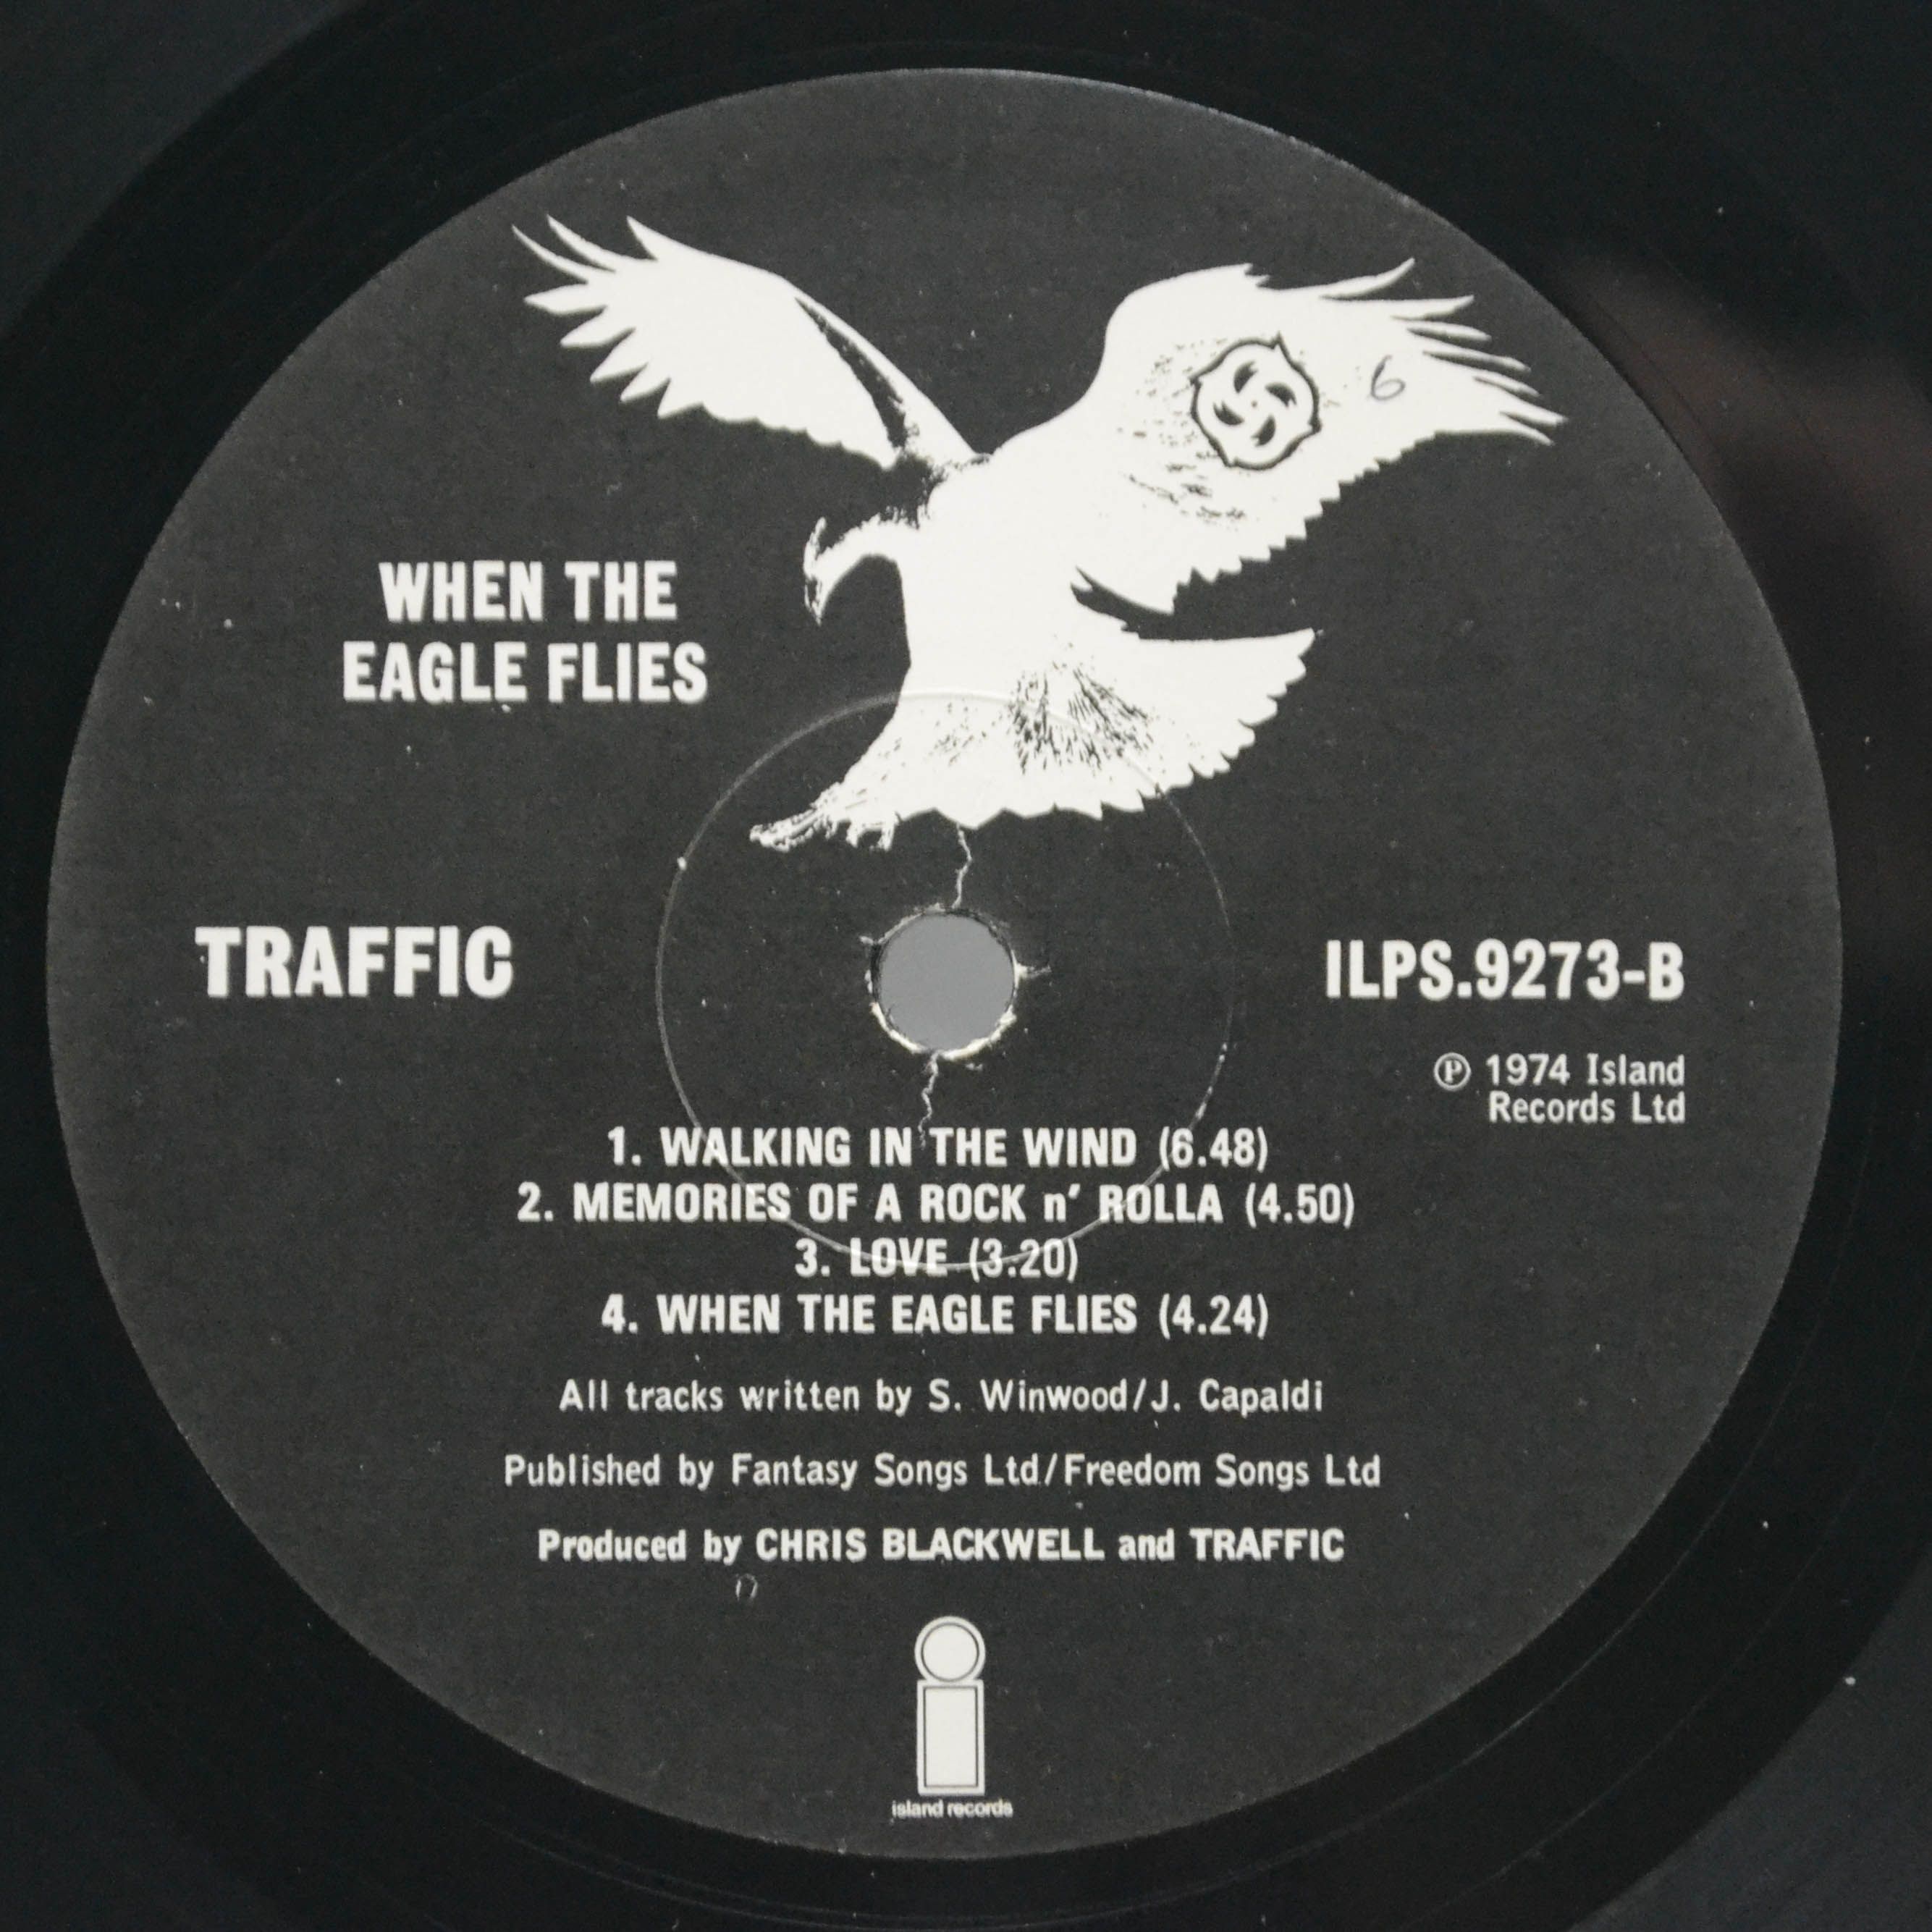 6
WHEN THE
EAGLE FLIES
TRAFFIC
ILPS.9273-B
Ⓟ 1974 Island
Records Ltd
1. WALKING IN THE WIND (6.48)
2. MEMORIES OF A ROCK n' ROLLA (4.50)
3. LOVE (3.20)
4. WHEN THE EAGLE FLIES (4.24)
All tracks written by S. Winwood/J. Capaldi
Published by Fantasy Songs Ltd/Freedom Songs Ltd
Produced by CHRIS BLACKWELL and TRAFFIC
i
island records